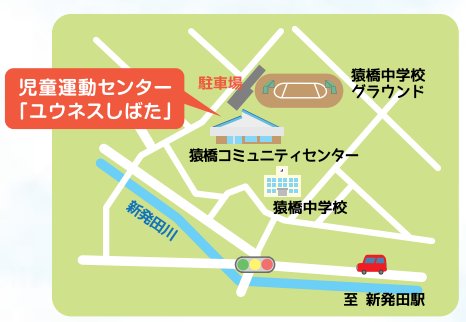 児童運動センター
「ユウネスしばた」
駐車場
猿橋中学校
グラウンド
猿橋コミュニティセンター
猿橋中学校
新発田川
至 新発田駅